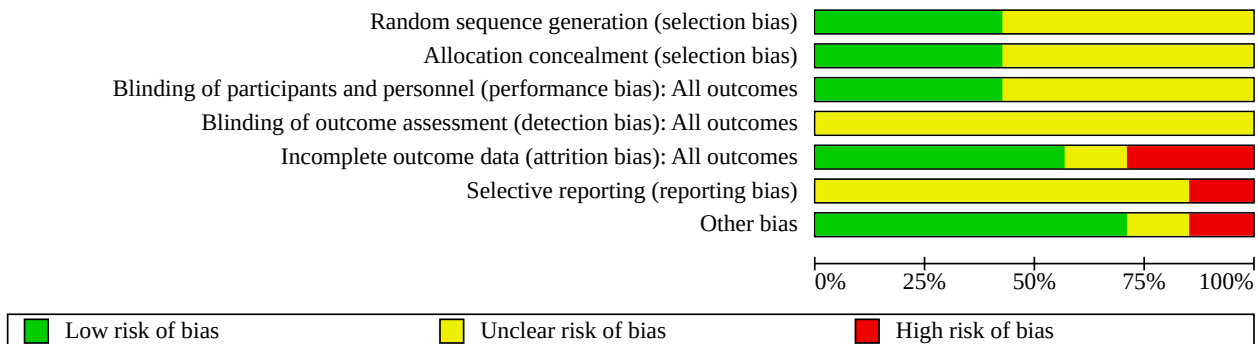 Random sequence generation (selection bias)
Allocation concealment (selection bias)
Blinding of participants and personnel (performance bias): All outcomes
Blinding of outcome assessment (detection bias): All outcomes
Incomplete outcome data (attrition bias): All outcomes
Selective reporting (reporting bias)
Other bias
0% 25% 50% 75% 100%
Low risk of bias Unclear risk of bias High risk of bias